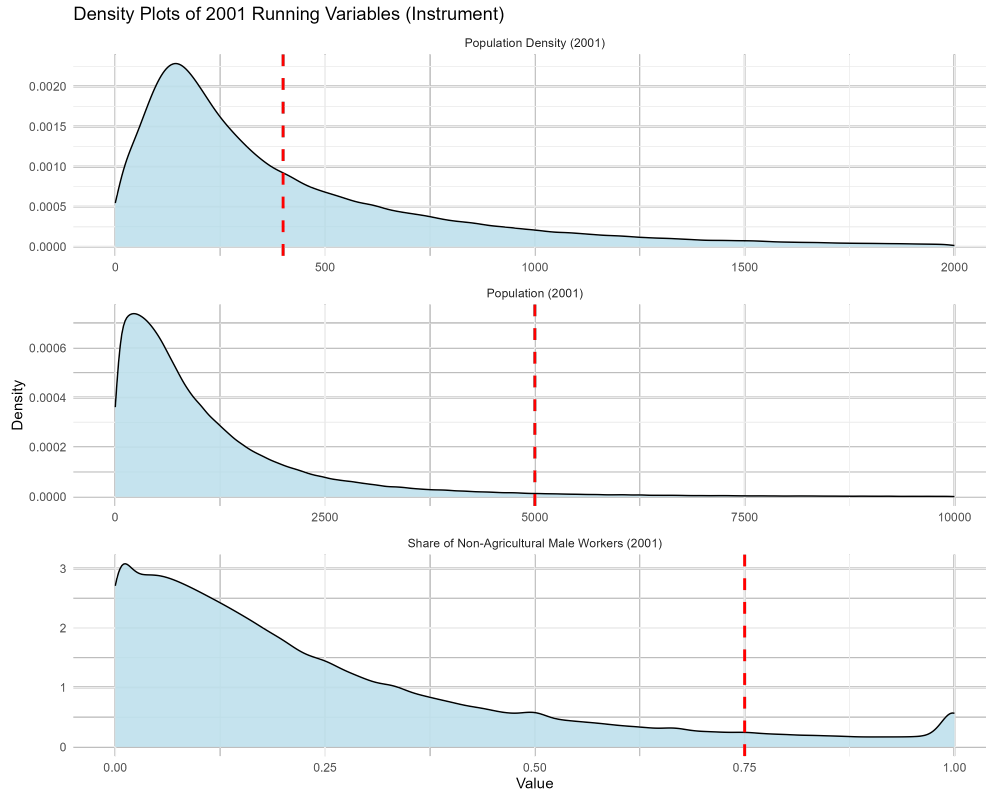 Density Plots of 2001 Running Variables (Instrument)
Population Density (2001)
0.0020
0.0015
0.0010
0.0005
0.0000
0 500 1000 1500 2000
Population (2001)
0.0006
0.0004
0.0002
0.0000
0 2500 5000 7500 10000
Density
Share of Non-Agricultural Male Workers (2001)
3
2
1
0
0.00 0.25 0.50 0.75 1.00
Value